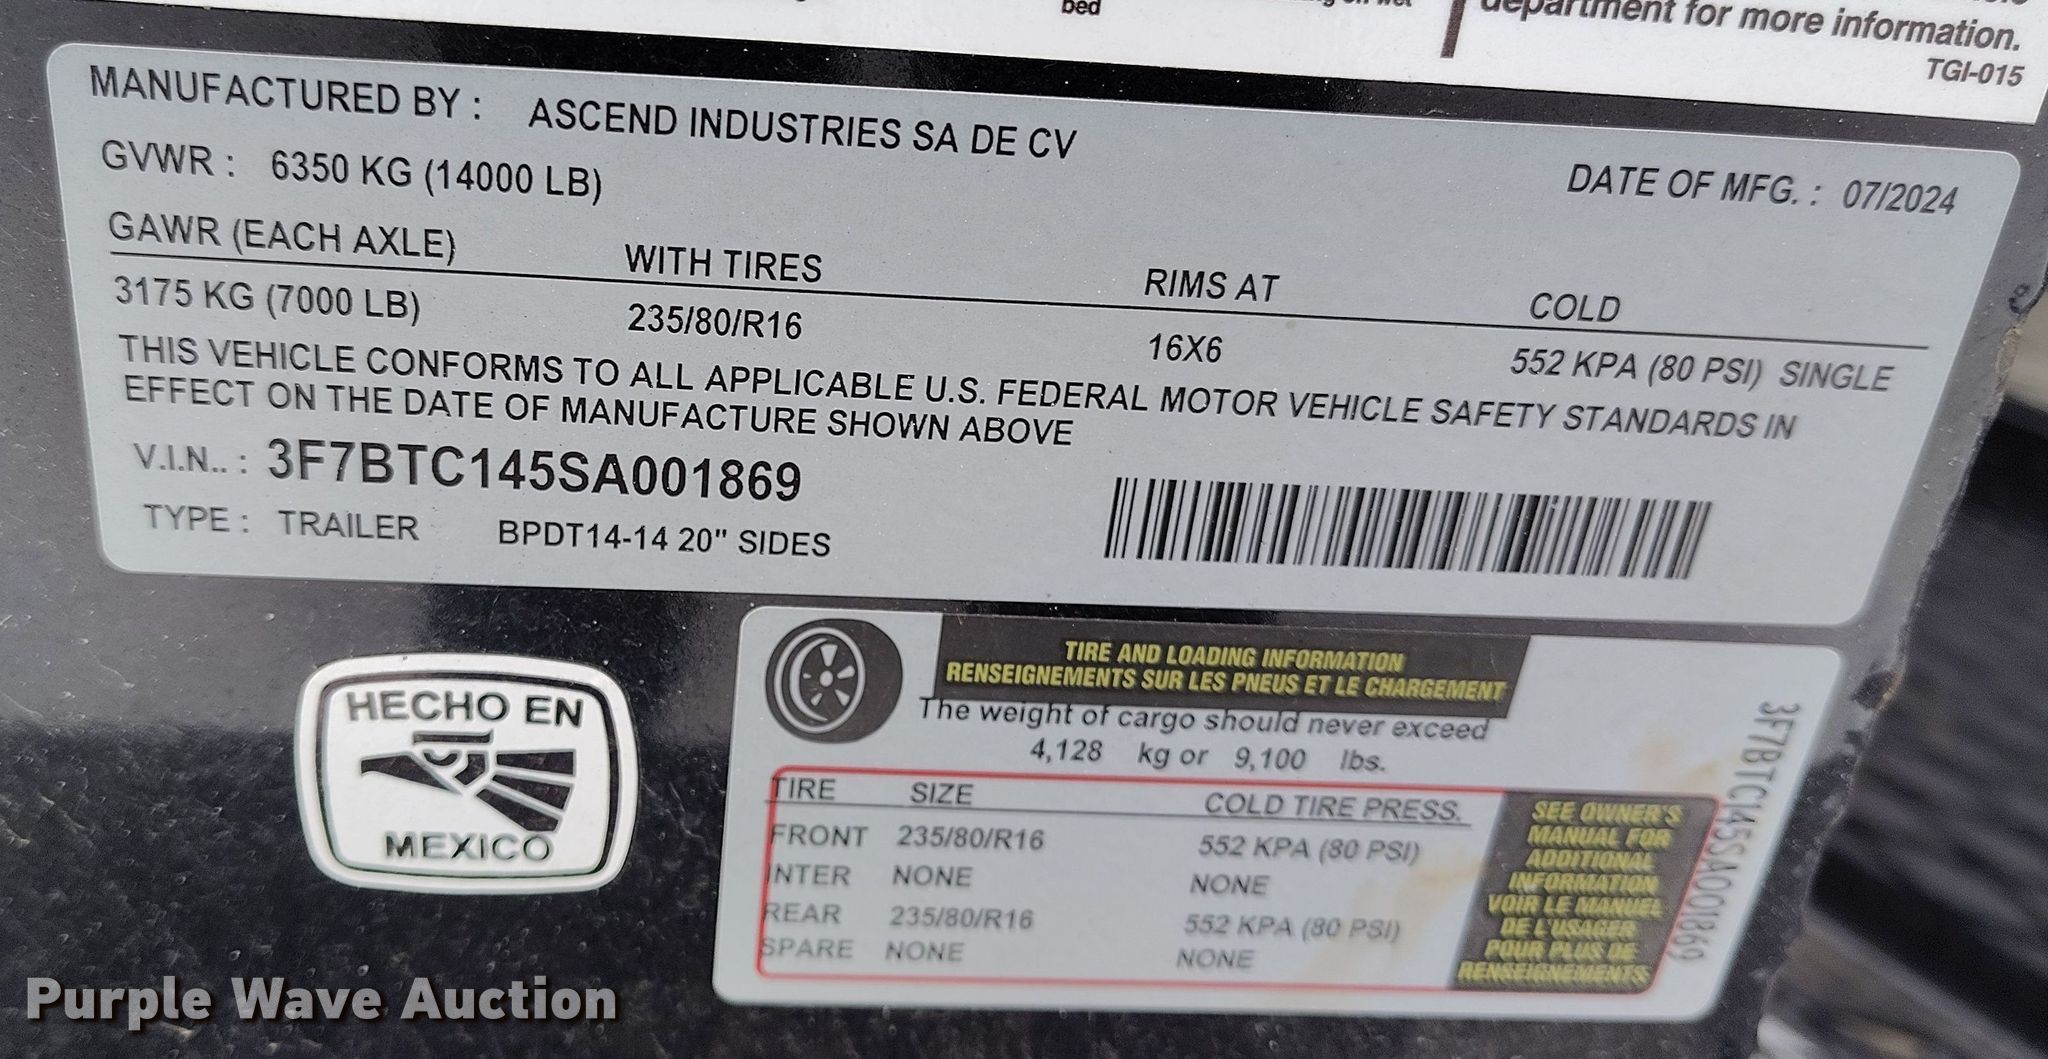 bed
department for more information.
TGI-015
MANUFACTURED BY : ASCEND INDUSTRIES SA DE CV
GVWR : 6350 KG (14000 LB)
DATE OF MFG. : 07/2024
GAWR (EACH AXLE) WITH TIRES RIMS AT COLD
3175 KG (7000 LB) 235/80/R16 16X6 552 KPA (80 PSI) SINGLE
THIS VEHICLE CONFORMS TO ALL APPLICABLE U.S. FEDERAL MOTOR VEHICLE SAFETY STANDARDS IN
EFFECT ON THE DATE OF MANUFACTURE SHOWN ABOVE
V.I.N.. : 3F7BTC145SA001869
TYPE : TRAILER BPDT14-14 20" SIDES
HECHO EN
MEXICO
TIRE AND LOADING INFORMATION
RENSEIGNEMENTS SUR LES PNEUS ET LE CHARGEMENT
The weight of cargo should never exceed
4,128 kg or 9,100 lbs.
TIRE SIZE COLD TIRE PRESS.
FRONT 235/80/R16 552 KPA (80 PSI)
INTER NONE NONE
REAR 235/80/R16 552 KPA (80 PSI)
SPARE NONE NONE
SEE OWNER'S
MANUAL FOR
ADDITIONAL
INFORMATION
VOIR LE MANUEL
DE L'USAGER
POUR PLUS DE
RENSEIGNEMENTS
3F7BTC145SA001869
Purple Wave Auction